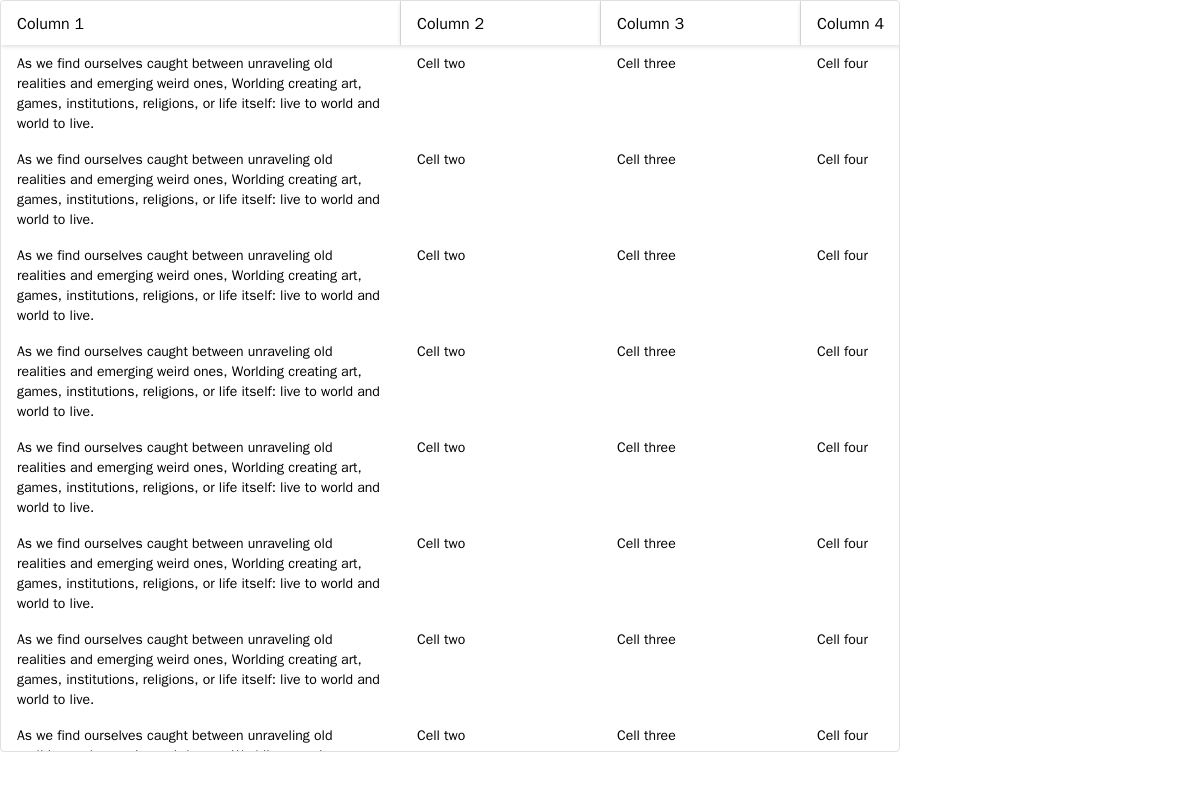 Column 1 Column 2 Column 3 Column 4
As we find ourselves caught between unraveling old Cell two Cell three Cell four
realities and emerging weird ones, Worlding creating art,
games, institutions, religions, or life itself: live to world and
world to live.
As we find ourselves caught between unraveling old Cell two Cell three Cell four
realities and emerging weird ones, Worlding creating art,
games, institutions, religions, or life itself: live to world and
world to live.
As we find ourselves caught between unraveling old Cell two Cell three Cell four
realities and emerging weird ones, Worlding creating art,
games, institutions, religions, or life itself: live to world and
world to live.
As we find ourselves caught between unraveling old Cell two Cell three Cell four
realities and emerging weird ones, Worlding creating art,
games, institutions, religions, or life itself: live to world and
world to live.
As we find ourselves caught between unraveling old Cell two Cell three Cell four
realities and emerging weird ones, Worlding creating art,
games, institutions, religions, or life itself: live to world and
world to live.
As we find ourselves caught between unraveling old Cell two Cell three Cell four
realities and emerging weird ones, Worlding creating art,
games, institutions, religions, or life itself: live to world and
world to live.
As we find ourselves caught between unraveling old Cell two Cell three Cell four
realities and emerging weird ones, Worlding creating art,
games, institutions, religions, or life itself: live to world and
world to live.
As we find ourselves caught between unraveling old Cell two Cell three Cell four